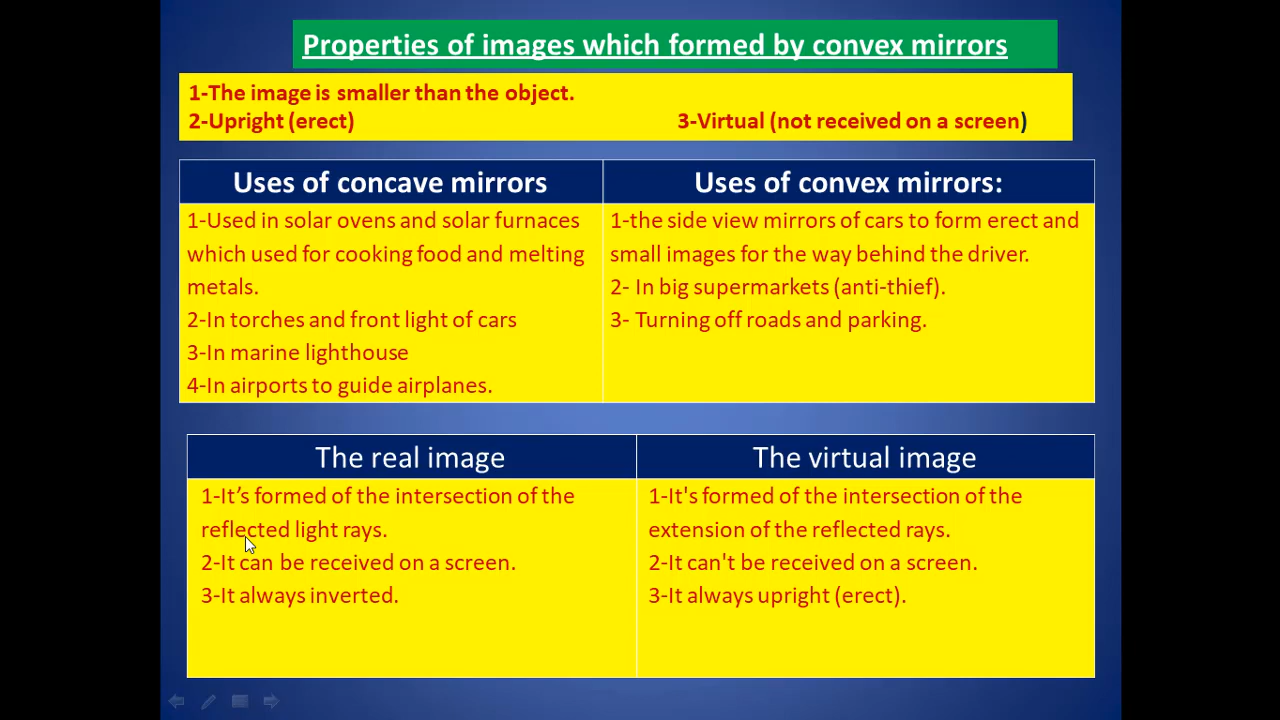 Properties of images which formed by convex mirrors
1-The image is smaller than the object.
2-Upright (erect) 3-Virtual (not received on a screen)
Uses of concave mirrors
1-Used in solar ovens and solar furnaces
which used for cooking food and melting
metals.
2-In torches and front light of cars
3-In marine lighthouse
4-In airports to guide airplanes.
Uses of convex mirrors:
1-the side view mirrors of cars to form erect and
small images for the way behind the driver.
2- In big supermarkets (anti-thief).
3- Turning off roads and parking.
The real image
1-It’s formed of the intersection of the
reflected light rays.
2-It can be received on a screen.
3-It always inverted.
The virtual image
1-It's formed of the intersection of the
extension of the reflected rays.
2-It can't be received on a screen.
3-It always upright (erect).